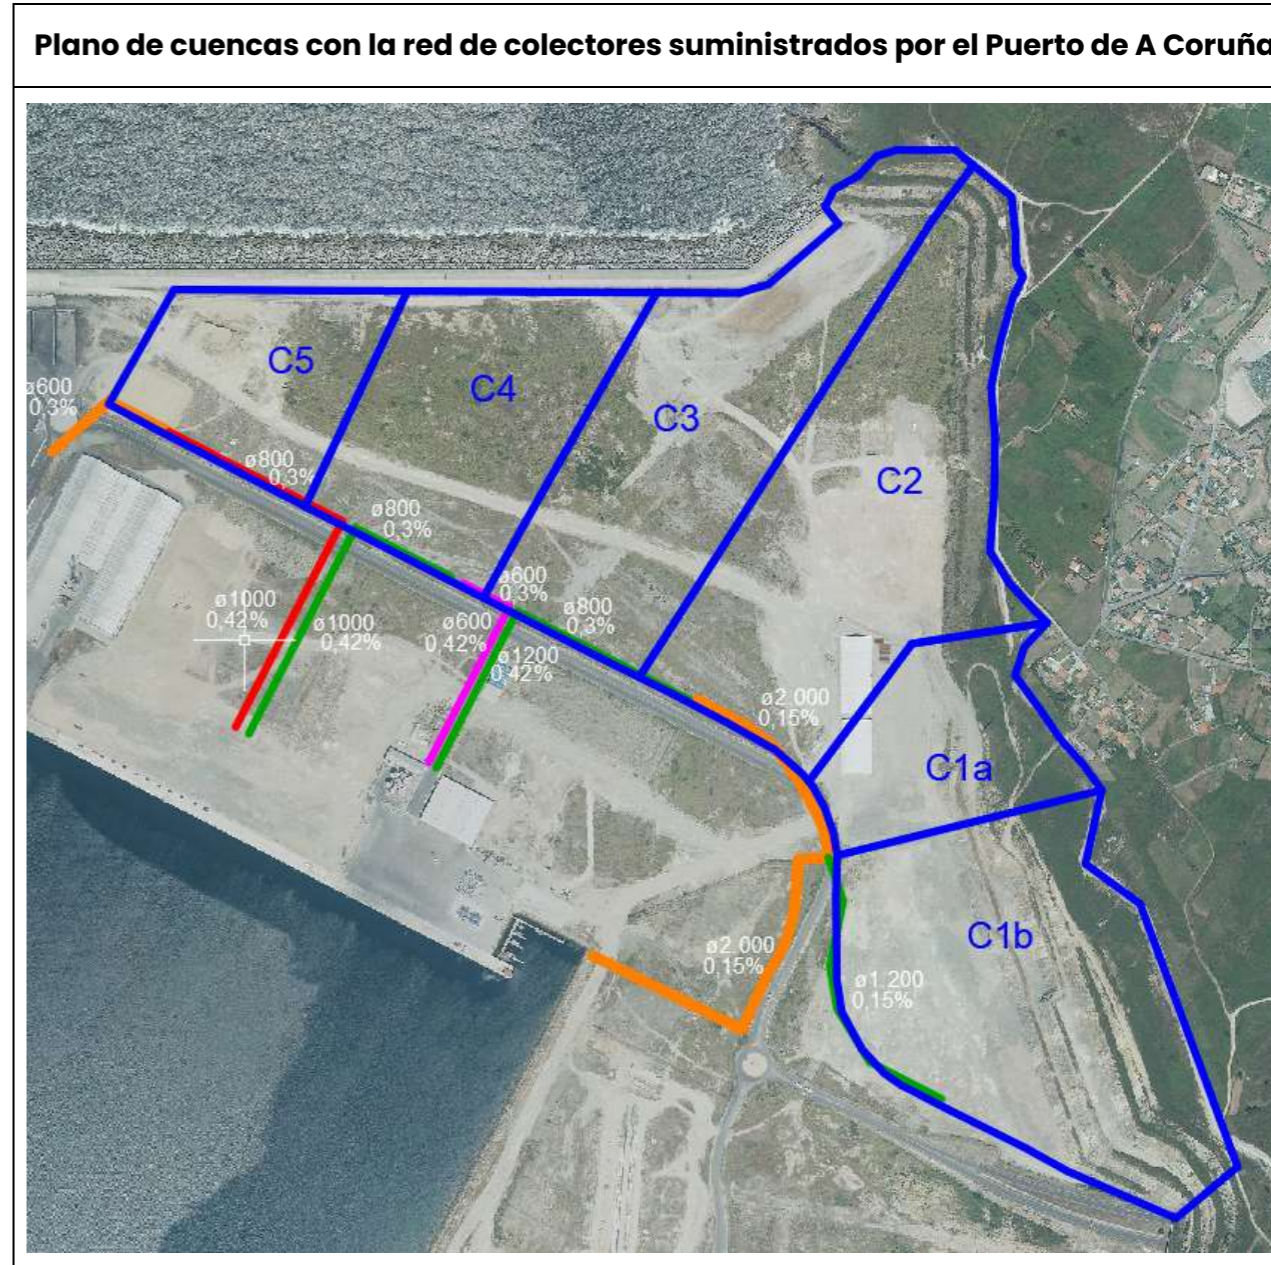 Plano de cuencas con la red de colectores suministrados por el Puerto de A Coruña
C5
C4
C3
C2
ø600
0,3%
ø800
0,3%
ø800
0,3%
ø600
0,3%
ø800
0,3%
ø1000
0,42%
ø1000
0,42%
ø600
0,42%
ø1200
0,42%
ø2.000
0,15%
C1a
C1b
ø2.000
0,15%
ø1.200
0,15%